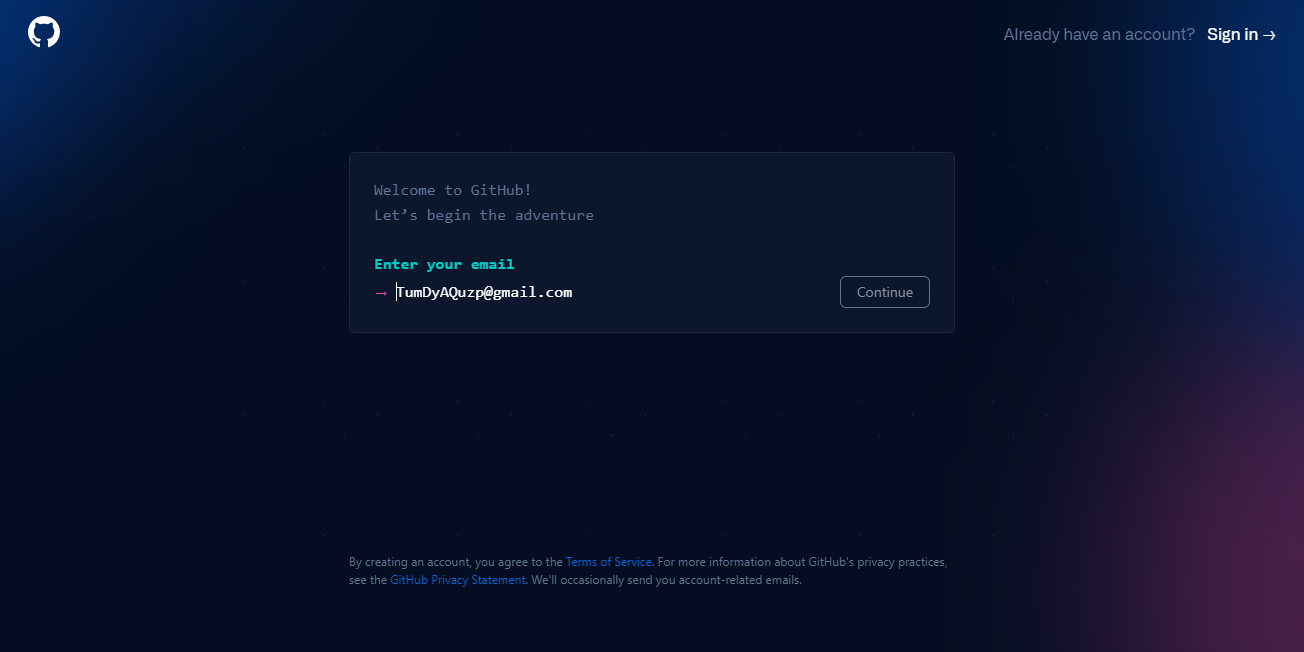 Already have an account? Sign in →
Welcome to GitHub!
Let’s begin the adventure
Enter your email
→ TumDyAQuzp@gmail.com
Continue
By creating an account, you agree to the Terms of Service. For more information about GitHub's privacy practices,
see the GitHub Privacy Statement. We'll occasionally send you account-related emails.